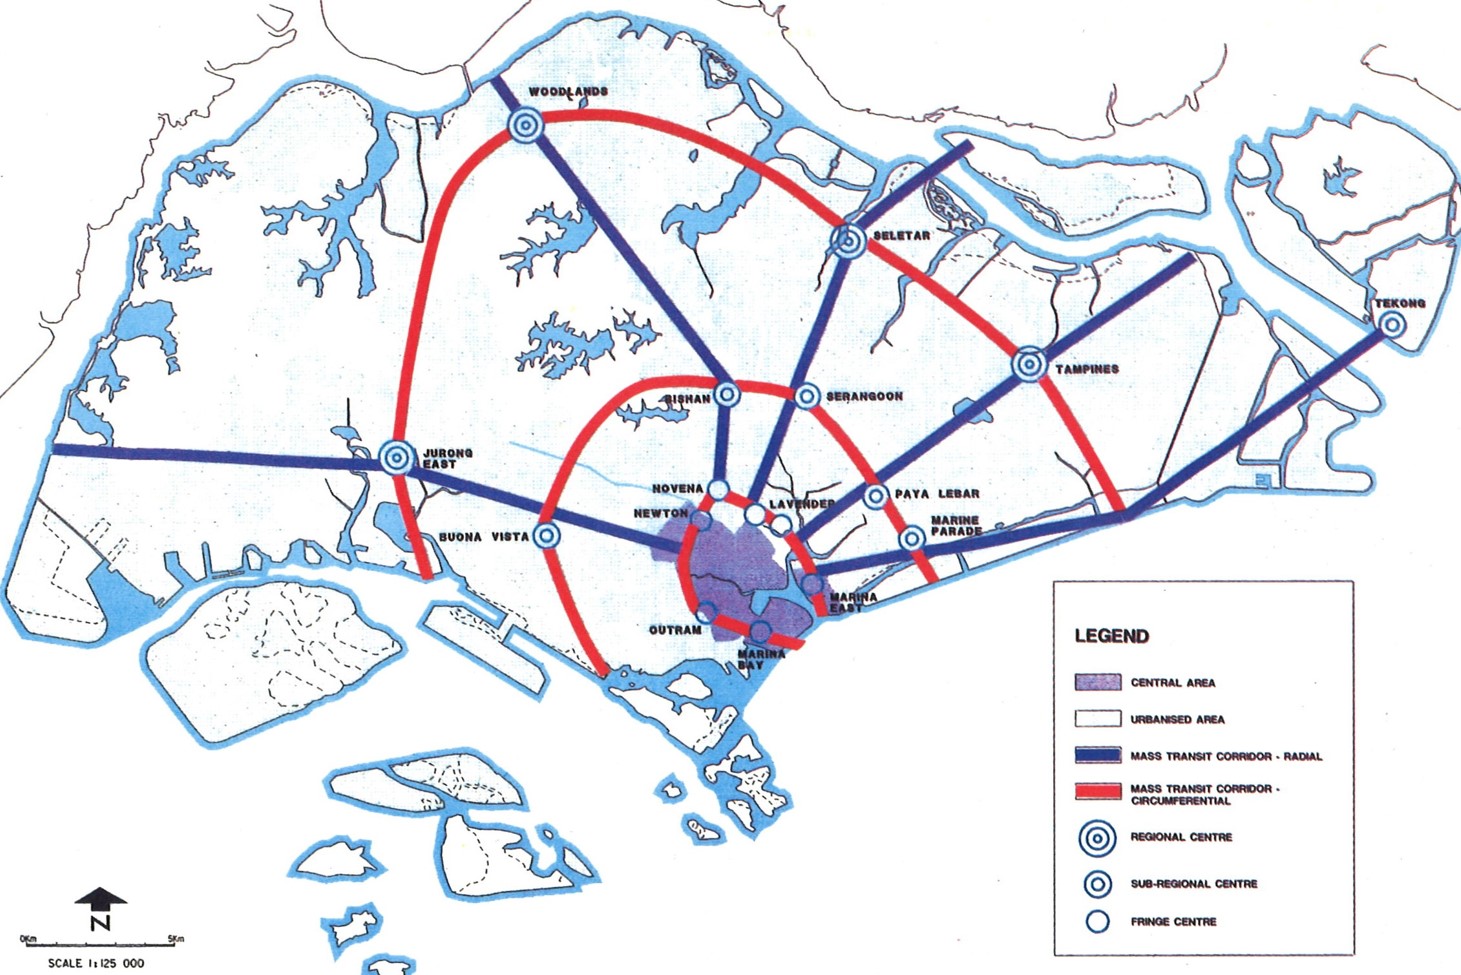 WOODLANDS
SELETAR
TEKONG
TAMPINES
BISHAN
SERANGOON
JURONG
EAST
NOVENA
PAYA LEBAR
LAVENDER
NEWTON
MARINE
PARADE
BUONA VISTA
MARINA
EAST
OUTRAM
MARINA
BAY
LEGEND
CENTRAL AREA
URBANISED AREA
MASS TRANSIT CORRIDOR - RADIAL
MASS TRANSIT CORRIDOR -
CIRCUMFERENTIAL
REGIONAL CENTRE
SUB-REGIONAL CENTRE
FRINGE CENTRE
N
0Km 5Km
SCALE 1:125 000